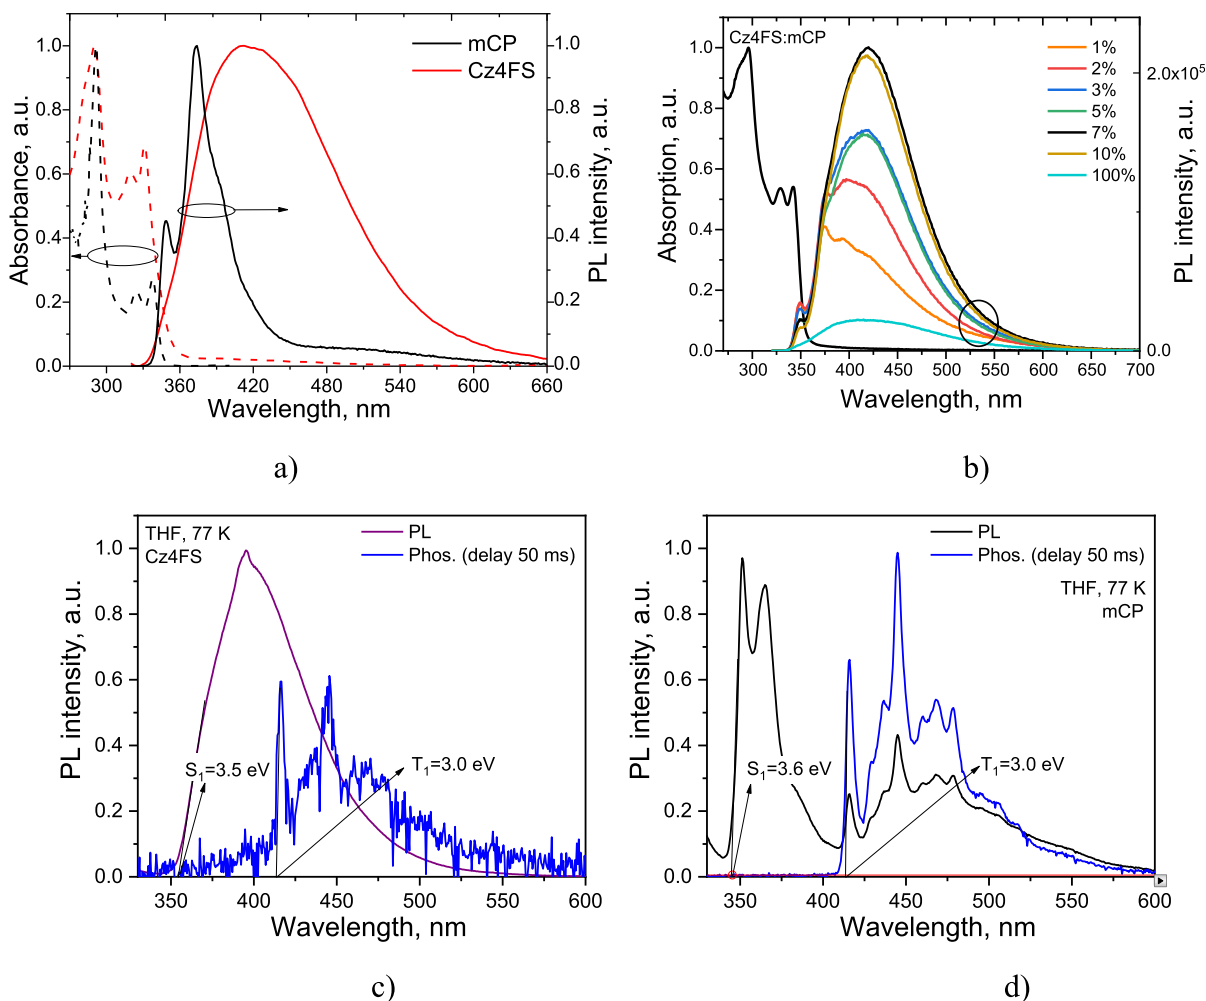 mCP
Cz4FS
Absorbance, a.u.
1.0
0.8
0.6
0.4
0.2
0.0
1.0
0.8
0.6
0.4
0.2
0.0
PL intensity, a.u.
300 360 420 480 540 600 660
Wavelength, nm
a)
Cz4FS:mCP
1%
2%
3%
5%
7%
10%
100%
Absorption, a.u.
1.0
0.8
0.6
0.4
0.2
0.0
2.0x10⁵
0.0
PL intensity, a.u.
300 350 400 450 500 550 600 650 700
Wavelength, nm
b)
THF, 77 K
Cz4FS
PL
Phos. (delay 50 ms)
PL intensity, a.u.
1.0
0.8
0.6
0.4
0.2
0.0
S₁=3.5 eV
T₁=3.0 eV
350 400 450 500 550 600
Wavelength, nm
c)
PL
Phos. (delay 50 ms)
THF, 77 K
mCP
PL intensity, a.u.
1.0
0.8
0.6
0.4
0.2
0.0
S₁=3.6 eV
T₁=3.0 eV
350 400 450 500 550 600
Wavelength, nm
d)